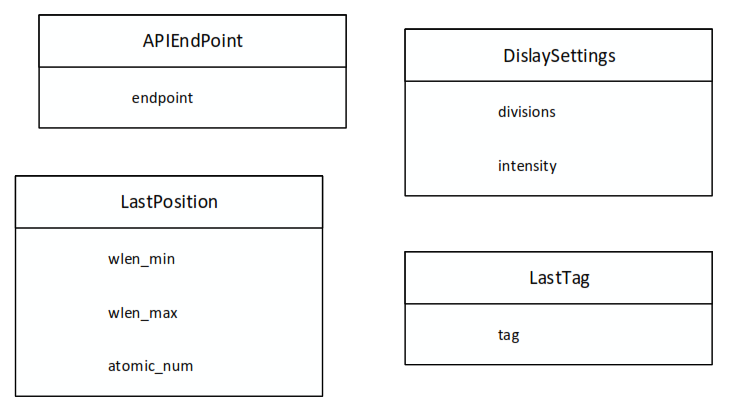 APIEndPoint
endpoint
DislaySettings
divisions
intensity
LastPosition
wlen_min
wlen_max
atomic_num
LastTag
tag